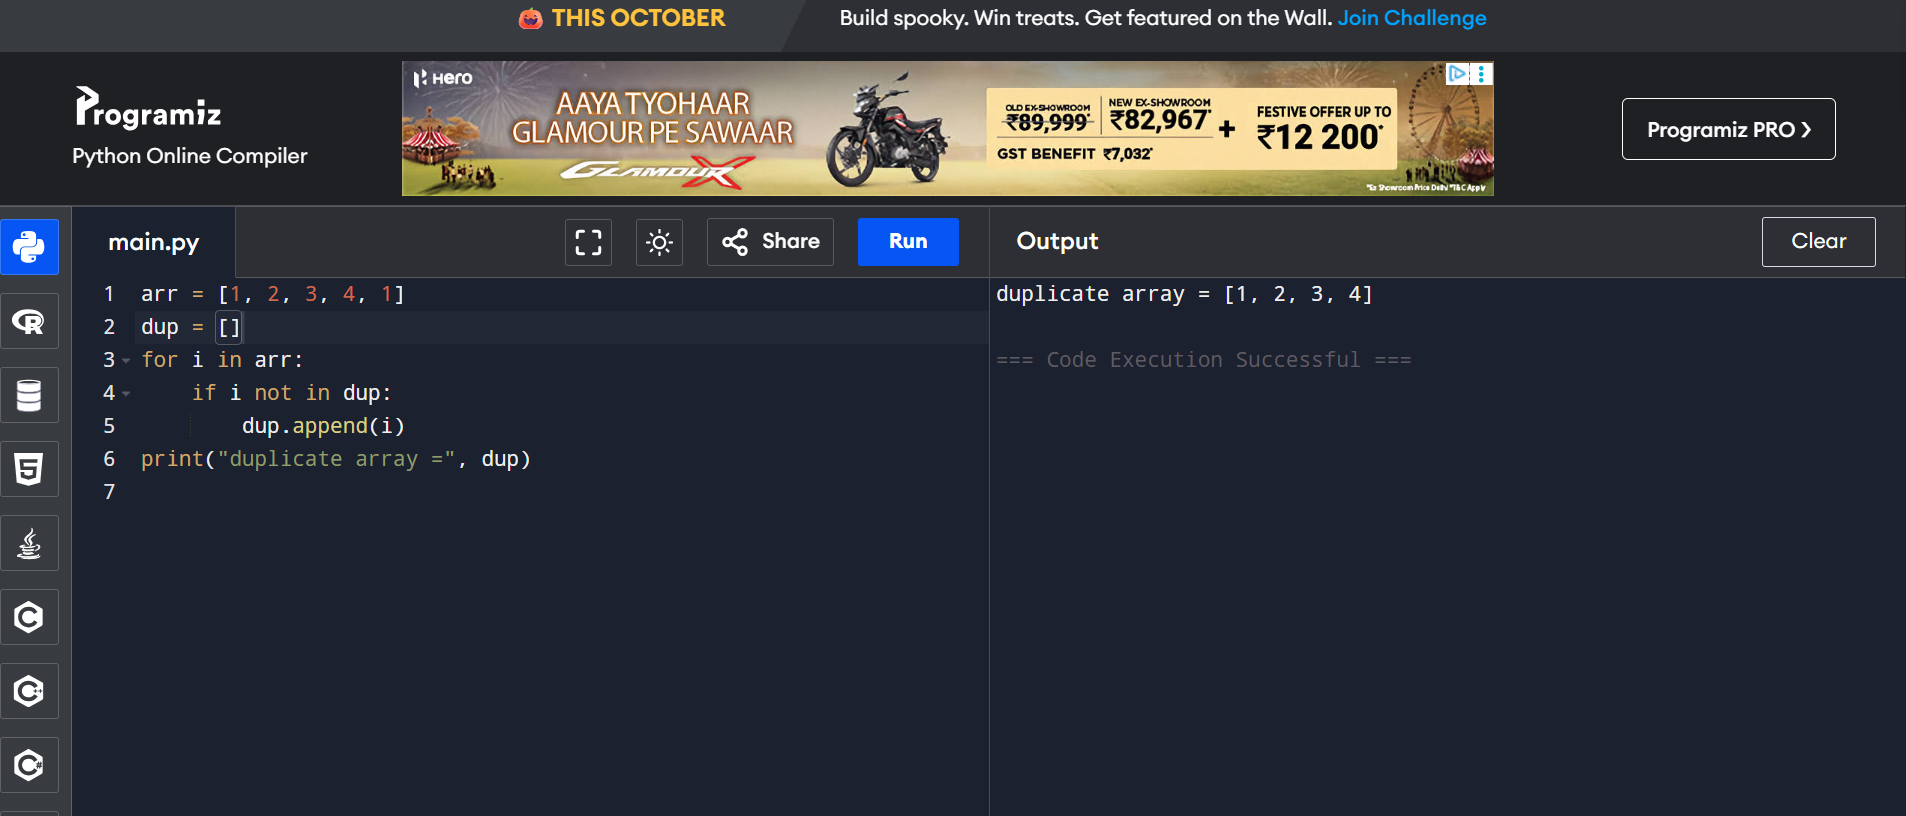 THIS OCTOBER
Build spooky. Win treats. Get featured on the Wall. Join Challenge
Programiz
Python Online Compiler
Hero
AAYA TYOHAAR
GLAMOUR PE SAWAAR
GLAMOUR X
OLD EX-SHOWROOM
₹89,999*
NEW EX-SHOWROOM
₹82,967*
+
GST BENEFIT ₹7,032*
FESTIVE OFFER UP TO
₹12 200*
*Ex Showroom Price Delhi *T&C Apply
Programiz PRO ❯
main.py
Share
Run
Output
Clear
1 arr = [1, 2, 3, 4, 1]
2 dup = []
3 for i in arr:
4     if i not in dup:
5         dup.append(i)
6 print("duplicate array =", dup)
7
duplicate array = [1, 2, 3, 4]
=== Code Execution Successful ===
R
5
C
C++
C#